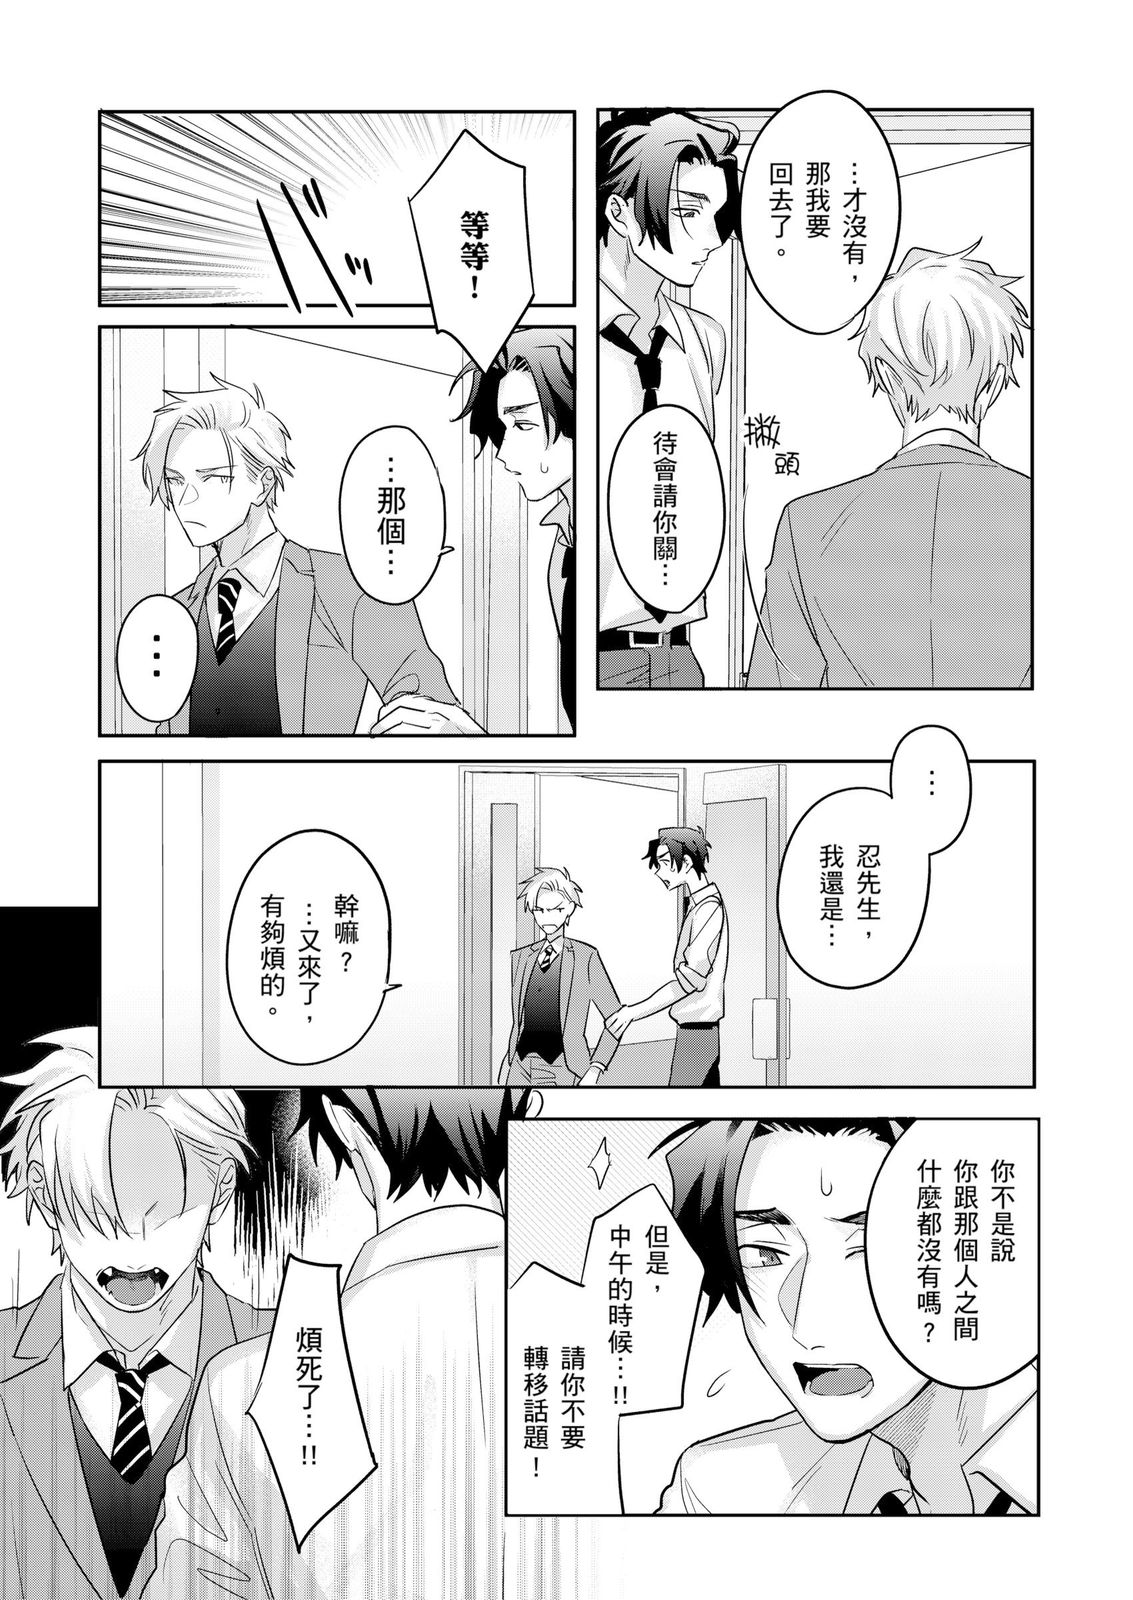 …才沒有，
那我要
回去了。
撇頭
待會請你關…
等等！
…那個…
…
…
忍先生，
我還是…
幹嘛？
…又來了，
有夠煩的。
你不是說
你跟那個人之間
什麼都沒有嗎？
但是，
中午的時候…!!
請你不要
轉移話題！
煩死了…!!